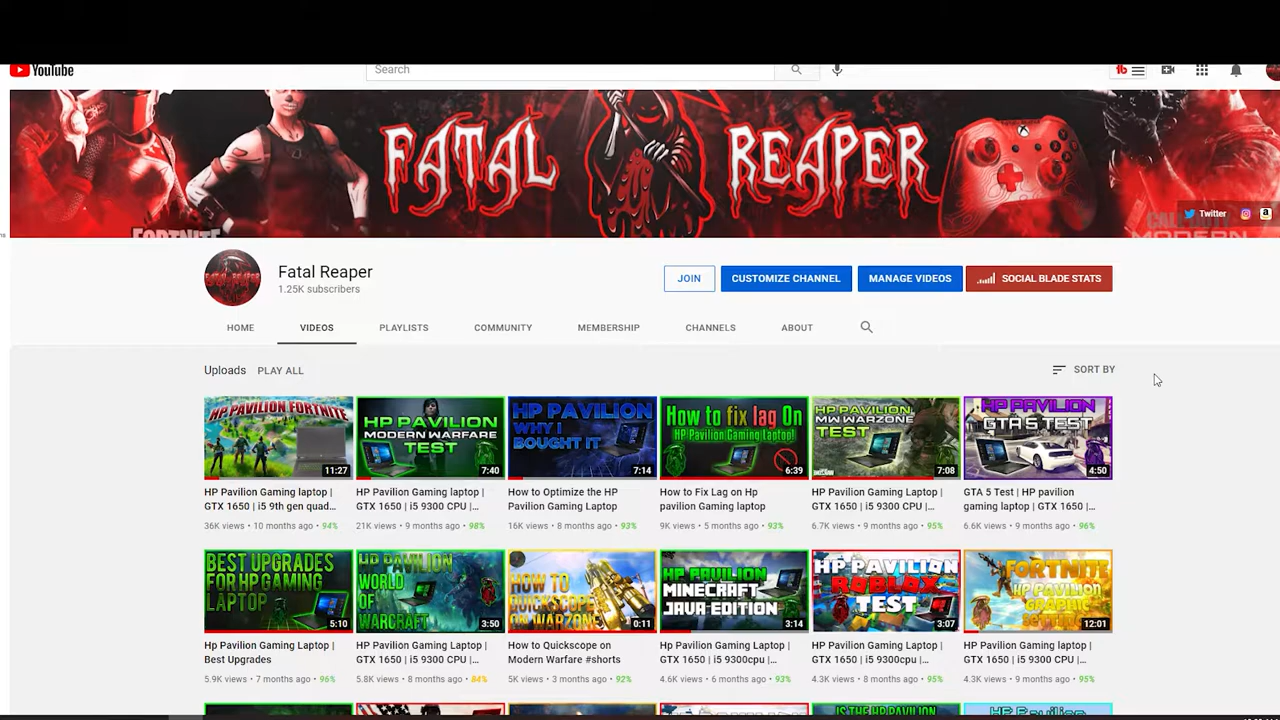 YouTube
Search
FATAL REAPER
FORTNITE
Twitter
CALL OF DUTY
MODERN
Fatal Reaper
1.25K subscribers
JOIN
CUSTOMIZE CHANNEL
MANAGE VIDEOS
SOCIAL BLADE STATS
HOME
VIDEOS
PLAYLISTS
COMMUNITY
MEMBERSHIP
CHANNELS
ABOUT
Uploads
PLAY ALL
SORT BY
HP PAVILION FORTNITE
11:27
HP Pavilion Gaming laptop |
GTX 1650 | i5 9th gen quad...
36K views • 10 months ago • 94%
HP PAVILION
MODERN WARFARE
TEST
7:40
HP Pavilion Gaming laptop |
GTX 1650 | i5 9300 CPU |...
21K views • 9 months ago • 98%
HP PAVILION
WHY I
BOUGHT IT
7:14
How to Optimize the HP
Pavilion Gaming Laptop
16K views • 8 months ago • 93%
How to fix lag On
HP Pavilion Gaming Laptop!
6:39
How to Fix Lag on Hp
pavilion Gaming laptop
9K views • 5 months ago • 93%
HP PAVILION
MW WARZONE
TEST
7:08
HP Pavilion Gaming Laptop |
GTX 1650 | i5 9300 CPU |...
6.7K views • 9 months ago • 95%
HP PAVILION
GTA 5 TEST
4:50
GTA 5 Test | HP pavilion
gaming laptop | GTX 1650 |...
6.6K views • 9 months ago • 96%
BEST UPGRADES
FOR HP GAMING
LAPTOP
5:10
Hp Pavilion Gaming Laptop |
Best Upgrades
5.9K views • 7 months ago • 96%
HP PAVILION
WORLD
OF
WARCRAFT
3:50
HP Pavilion Gaming Laptop |
GTX 1650 | i5 9300 CPU |...
5.8K views • 8 months ago • 84%
HOW TO
QUICKSCOPE
ON WARZONE
0:11
How to Quickscope on
Modern Warfare #shorts
5K views • 3 months ago • 92%
HP PAVILION
MINECRAFT
JAVA EDITION
3:14
Hp Pavilion Gaming Laptop |
GTX 1650 | i5 9300cpu |...
4.6K views • 6 months ago • 93%
HP PAVILION
ROBLOX
TEST
3:07
HP Pavilion Gaming Laptop |
GTX 1650 | i5 9300cpu |...
4.3K views • 8 months ago • 95%
FORTNITE
HP PAVILION
GRAPHIC
12:01
HP Pavilion Gaming laptop |
GTX 1650 | i5 9300 CPU |...
4.3K views • 9 months ago • 95%
IS THE HP PAVILION
HP Pavilion